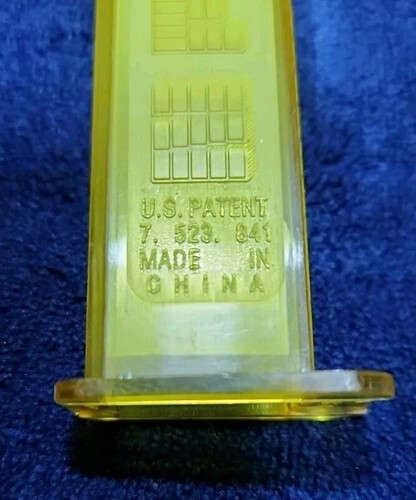 U.S. PATENT
7. 523. 841
MADE IN
CHINA